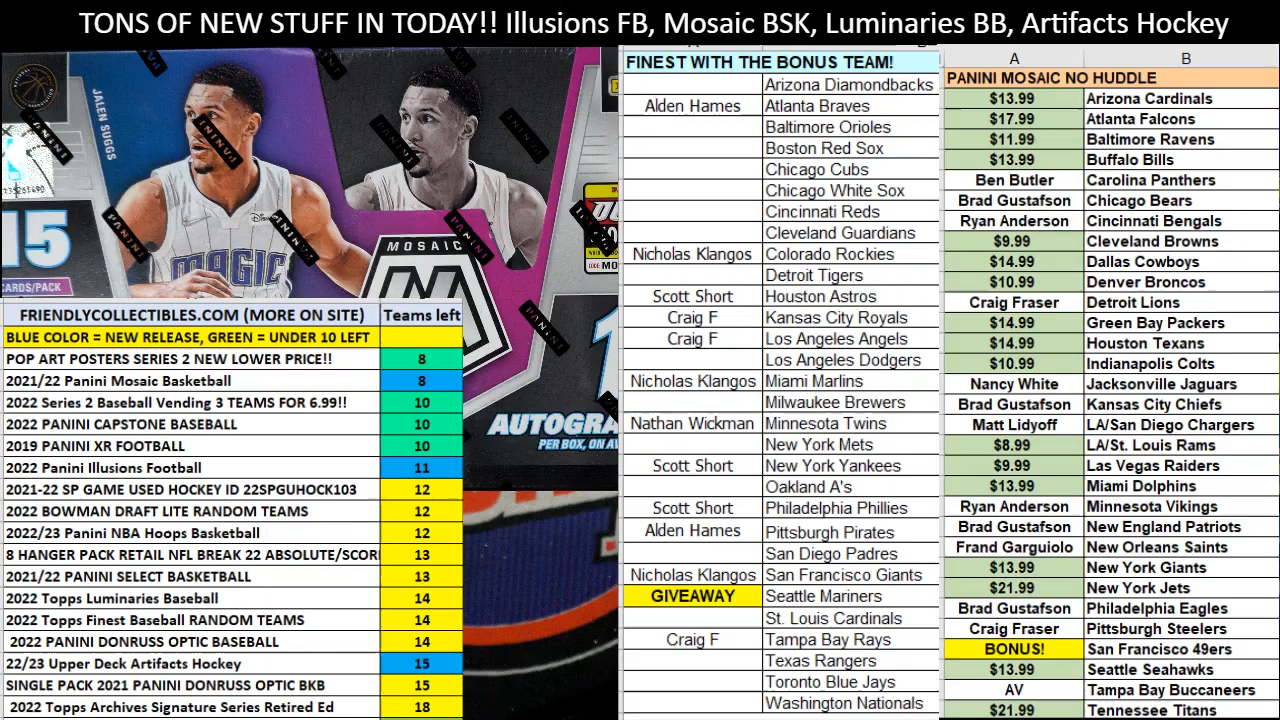 TONS OF NEW STUFF IN TODAY!! Illusions FB, Mosaic BSK, Luminaries BB, Artifacts Hockey
JALEN SUGGS
PANINI
PANINI
PANINI
PANINI
PANINI
PANINI
PANINI
PANINI
Disney
MAGIC
MOSAIC
M
15
CARDS/PACK
AUTOGRA
PER BOX, ON AV
FRIENDLYCOLLECTIBLES.COM (MORE ON SITE) Teams left
BLUE COLOR = NEW RELEASE, GREEN = UNDER 10 LEFT
POP ART POSTERS SERIES 2 NEW LOWER PRICE!! 8
2021/22 Panini Mosaic Basketball 8
2022 Series 2 Baseball Vending 3 TEAMS FOR 6.99!! 10
2022 PANINI CAPSTONE BASEBALL 10
2019 PANINI XR FOOTBALL 10
2022 Panini Illusions Football 11
2021-22 SP GAME USED HOCKEY ID 22SPGUHOCK103 12
2022 BOWMAN DRAFT LITE RANDOM TEAMS 12
2022/23 Panini NBA Hoops Basketball 12
8 HANGER PACK RETAIL NFL BREAK 22 ABSOLUTE/SCORI 13
2021/22 PANINI SELECT BASKETBALL 13
2022 Topps Luminaries Baseball 14
2022 Topps Finest Baseball RANDOM TEAMS 14
2022 PANINI DONRUSS OPTIC BASEBALL 14
22/23 Upper Deck Artifacts Hockey 15
SINGLE PACK 2021 PANINI DONRUSS OPTIC BKB 15
2022 Topps Archives Signature Series Retired Ed 18
FINEST WITH THE BONUS TEAM!
Arizona Diamondbacks
Alden Hames Atlanta Braves
Baltimore Orioles
Boston Red Sox
Chicago Cubs
Chicago White Sox
Cincinnati Reds
Cleveland Guardians
Nicholas Klangos Colorado Rockies
Detroit Tigers
Scott Short Houston Astros
Craig F Kansas City Royals
Craig F Los Angeles Angels
Los Angeles Dodgers
Nicholas Klangos Miami Marlins
Milwaukee Brewers
Nathan Wickman Minnesota Twins
New York Mets
Scott Short New York Yankees
Oakland A's
Scott Short Philadelphia Phillies
Alden Hames Pittsburgh Pirates
San Diego Padres
Nicholas Klangos San Francisco Giants
GIVEAWAY Seattle Mariners
St. Louis Cardinals
Craig F Tampa Bay Rays
Texas Rangers
Toronto Blue Jays
Washington Nationals
A B
PANINI MOSAIC NO HUDDLE
$13.99 Arizona Cardinals
$17.99 Atlanta Falcons
$11.99 Baltimore Ravens
$13.99 Buffalo Bills
Ben Butler Carolina Panthers
Brad Gustafson Chicago Bears
Ryan Anderson Cincinnati Bengals
$9.99 Cleveland Browns
$14.99 Dallas Cowboys
$10.99 Denver Broncos
Craig Fraser Detroit Lions
$14.99 Green Bay Packers
$14.99 Houston Texans
$10.99 Indianapolis Colts
Nancy White Jacksonville Jaguars
Brad Gustafson Kansas City Chiefs
Matt Lidyoff LA/San Diego Chargers
$8.99 LA/St. Louis Rams
$9.99 Las Vegas Raiders
$13.99 Miami Dolphins
Ryan Anderson Minnesota Vikings
Brad Gustafson New England Patriots
Frand Garguiolo New Orleans Saints
$13.99 New York Giants
$21.99 New York Jets
Brad Gustafson Philadelphia Eagles
Craig Fraser Pittsburgh Steelers
BONUS! San Francisco 49ers
$13.99 Seattle Seahawks
AV Tampa Bay Buccaneers
$21.99 Tennessee Titans